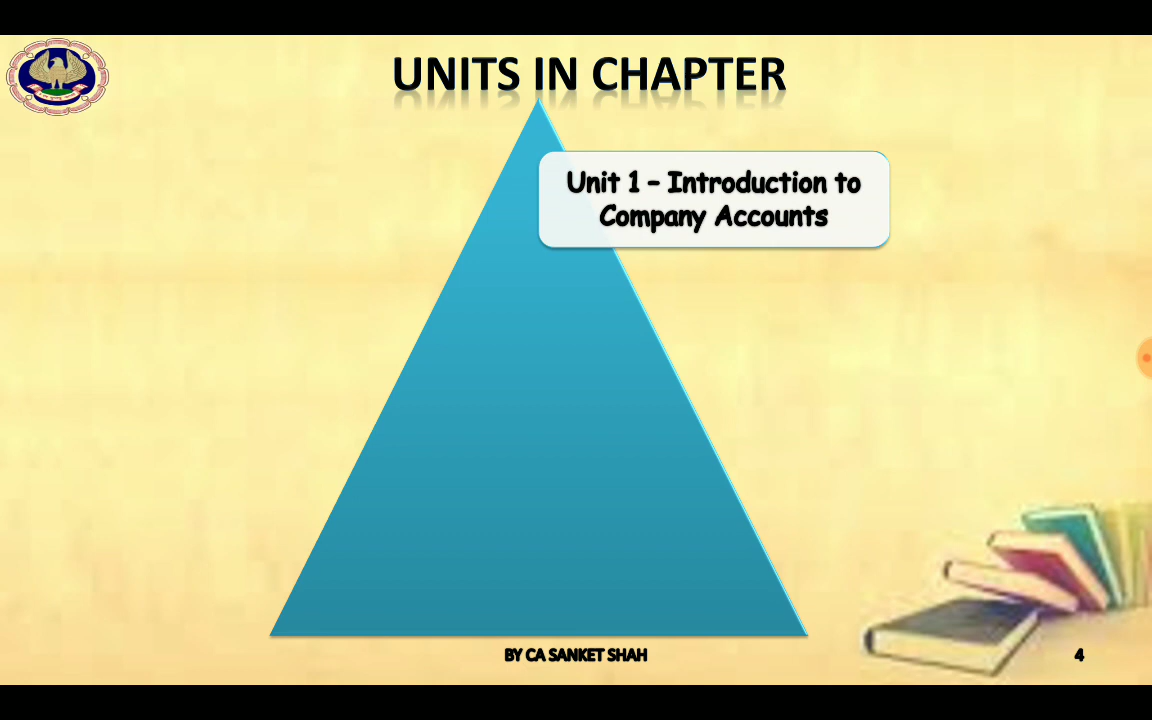 UNITS IN CHAPTER
Unit 1 – Introduction to
Company Accounts
BY CA SANKET SHAH
4